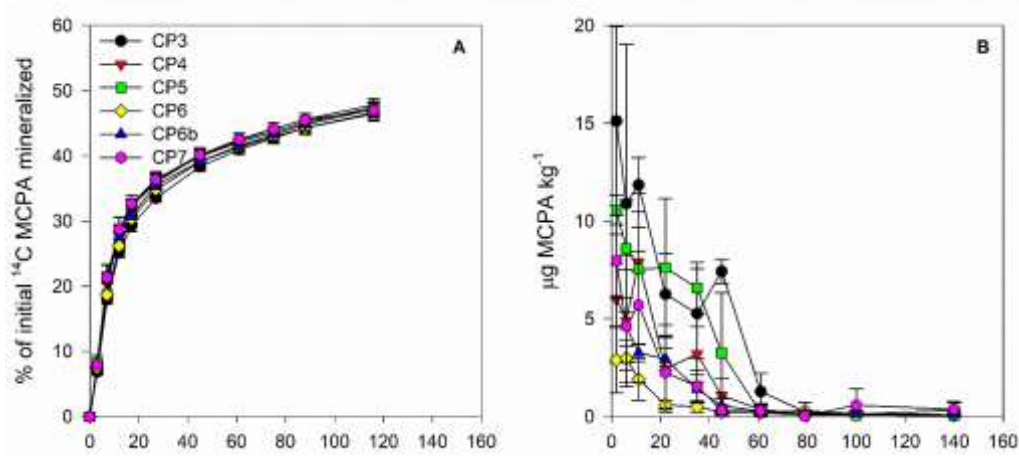 % of initial ¹⁴C MCPA mineralized
60
50
40
30
20
10
0
A
CP3
CP4
CP5
CP6
CP6b
CP7
0 20 40 60 80 100 120 140 160
µg MCPA kg⁻¹
20
15
10
5
0
B
0 20 40 60 80 100 120 140 160